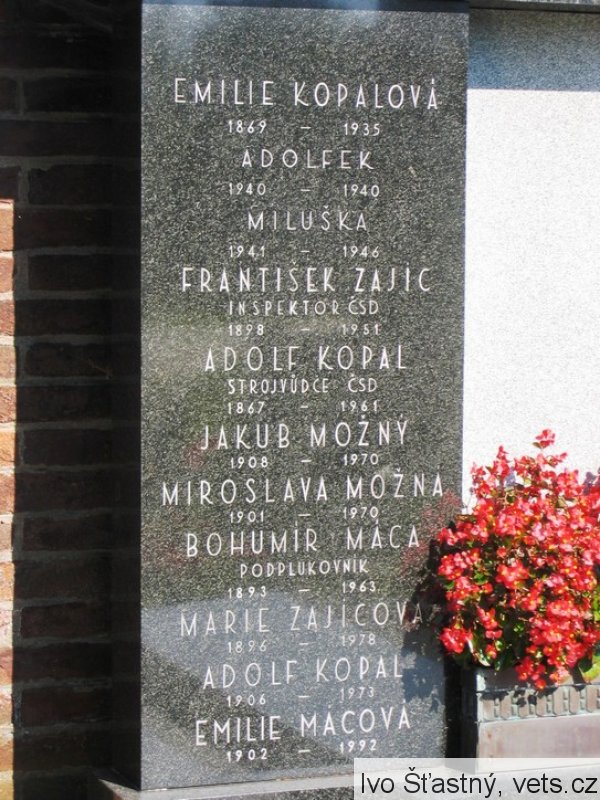 EMILIE KOPALOVÁ
1869 – 1935
ADOLFEK
1940 – 1940
MILUŠKA
1941 – 1946
FRANTIŠEK ZAJÍC
INSPEKTOR ČSD
1898 – 1951
ADOLF KOPAL
STROJVŮDCE ČSD
1867 – 1961
JAKUB MOŽNÝ
1908 – 1970
MIROSLAVA MOŽNÁ
1901 – 1970
BOHUMÍR MÁCA
PODPLUKOVNÍK
1893 – 1963
MARIE ZAJÍCOVÁ
1896 – 1978
ADOLF KOPAL
1906 – 1973
EMILIE MÁCOVÁ
1902 – 1992
Ivo Šťastný, vets.cz